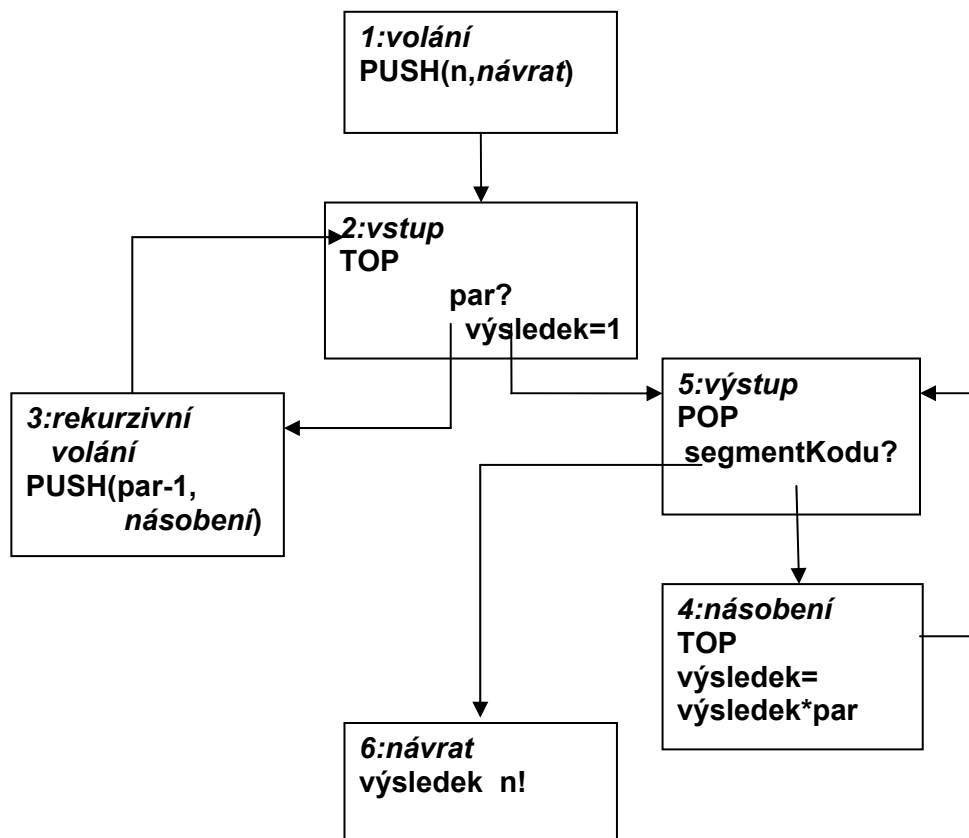 1:volání
PUSH(n,návrat)
2:vstup
TOP
par?
výsledek=1
3:rekurzivní
volání
PUSH(par-1,
násobení)
5:výstup
POP
segmentKodu?
4:násobení
TOP
výsledek=
výsledek*par
6:návrat
výsledek n!